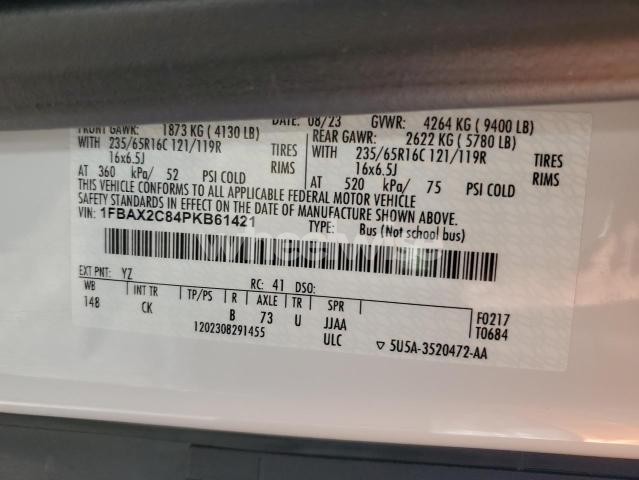 DATE: 08/23 GVWR: 4264 KG ( 9400 LB)
FRONT GAWR: 1873 KG ( 4130 LB) REAR GAWR: 2622 KG ( 5780 LB)
WITH 235/65R16C 121/119R TIRES WITH 235/65R16C 121/119R TIRES
16x6.5J RIMS 16x6.5J RIMS
AT 360 kPa/ 52 PSI COLD AT 520 kPa/ 75 PSI COLD
THIS VEHICLE CONFORMS TO ALL APPLICABLE FEDERAL MOTOR VEHICLE
SAFETY STANDARDS IN EFFECT ON THE DATE OF MANUFACTURE SHOWN ABOVE.
VIN: 1FBAX2C84PKB61421 TYPE: Bus (Not school bus)
EXT PNT: YZ RC: 41 DSO:
WB INT TR TP/PS R AXLE TR SPR F0217
148 CK B 73 U JJAA T0684
1202308291455 ULC ▽ 5U5A-3520472-AA